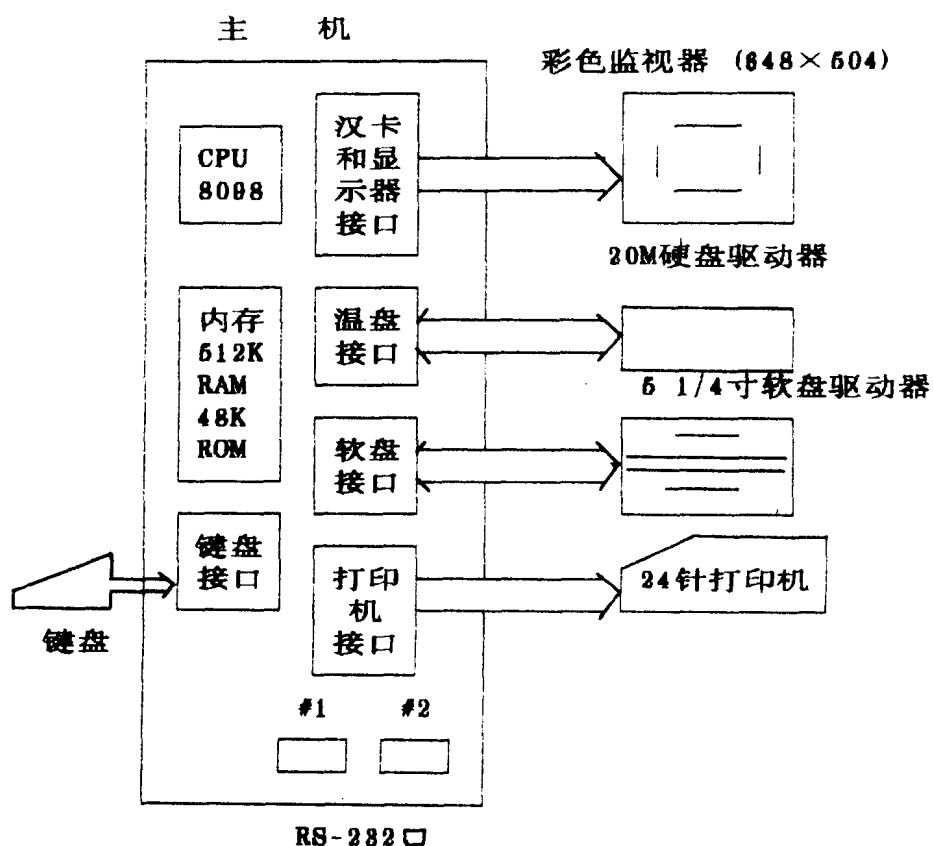 主 机
彩色监视器 (648×504)
CPU
8088
汉卡
和显
示器
接口
20M硬盘驱动器
内存
512K
RAM
48K
ROM
温盘
接口
5 1/4寸软盘驱动器
软盘
接口
键盘
接口
键盘
打印
机
接口
24针打印机
#1 #2
RS-232口